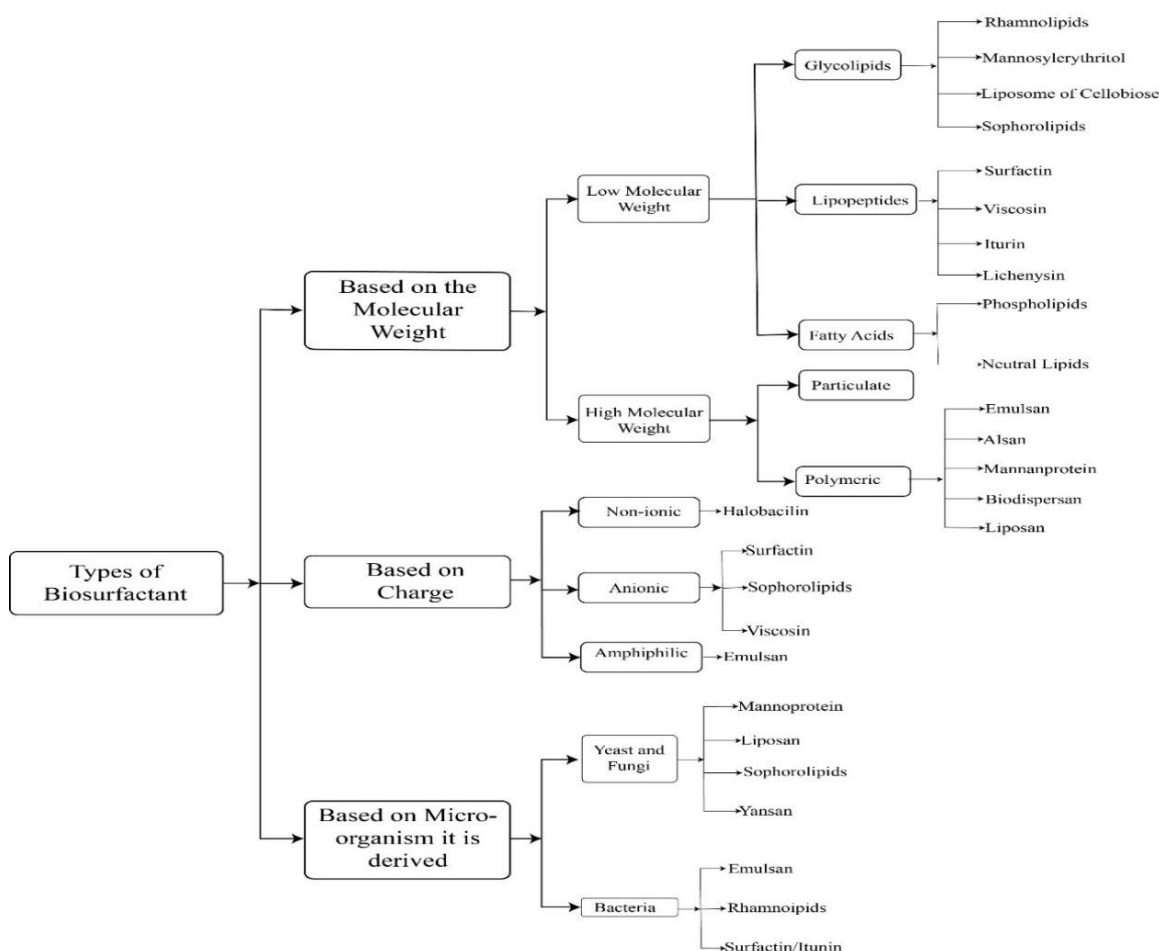 Types of
Biosurfactant
Based on the
Molecular
Weight
Low Molecular
Weight
Glycolipids
Rhamnolipids
Mannosylerythritol
Liposome of Cellobiose
Sophorolipids
Lipopeptides
Surfactin
Viscosin
Iturin
Lichenysin
Fatty Acids
Phospholipids
Neutral Lipids
High Molecular
Weight
Particulate
Polymeric
Emulsan
Alsan
Mannanprotein
Biodispersan
Liposan
Based on
Charge
Non-ionic
Halobacilin
Anionic
Surfactin
Sophorolipids
Viscosin
Amphiphilic
Emulsan
Based on Micro-
organism it is
derived
Yeast and
Fungi
Mannoprotein
Liposan
Sophorolipids
Yansan
Bacteria
Emulsan
Rhamnoipids
Surfactin/Itunin